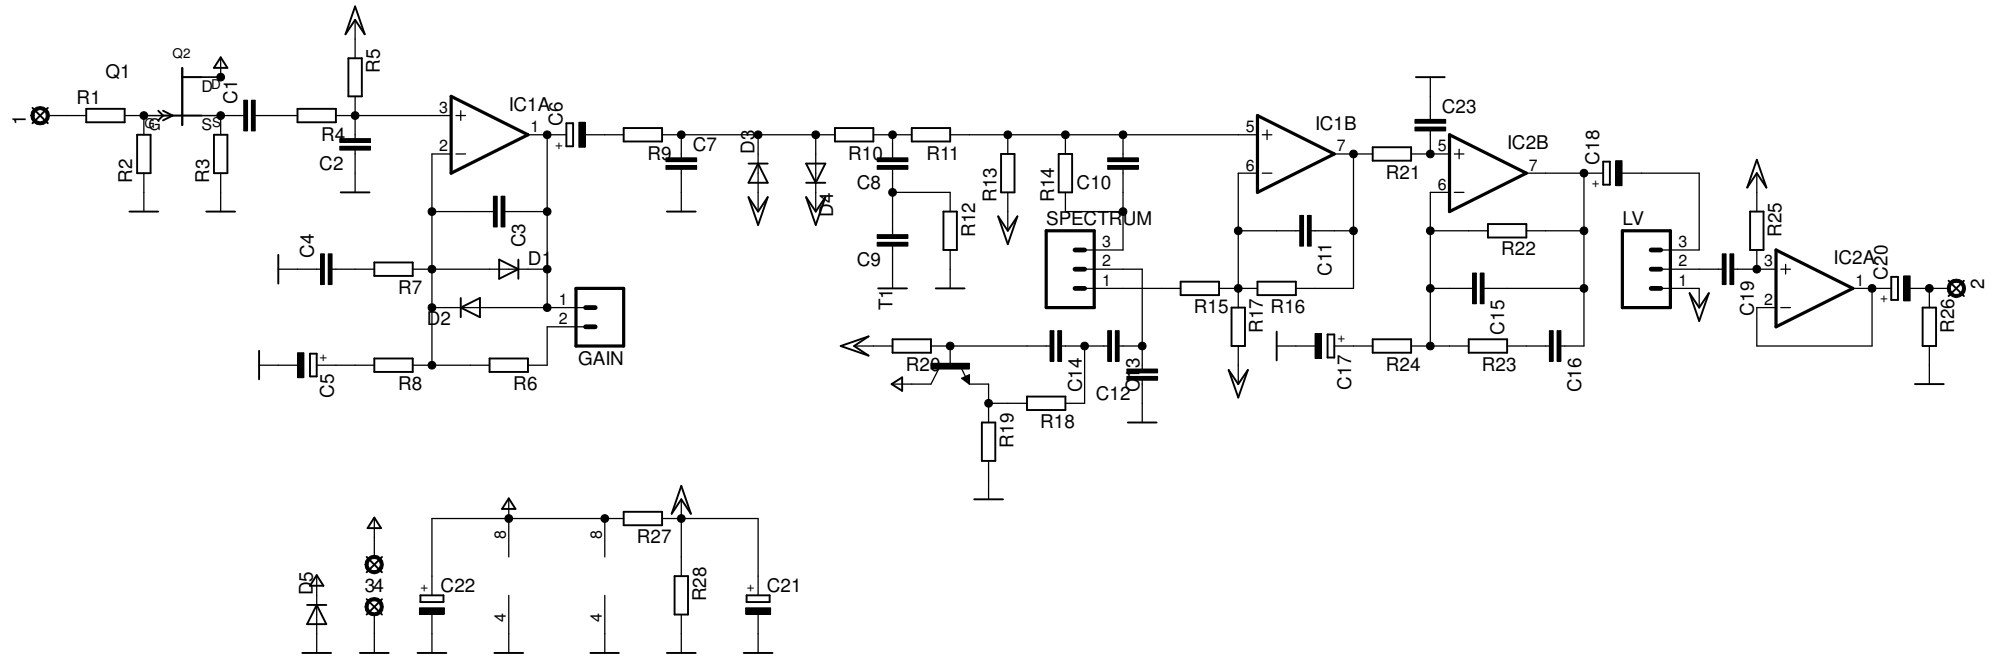 Q2
Q1
R1
1
G
G
D
D
S
S
C1
R2
R3
R5
R4
C2
3
+
2
−
IC1A
1
C6
+
R9
C7
D3
D4
R10
R11
C8
C9
T1
R12
R13
R14
C10
C3
C4
R7
D1
D2
1
2
GAIN
C5
+
R8
R6
SPECTRUM
3
2
1
5
+
6
−
IC1B
7
R21
C23
5
+
6
−
IC2B
7
C18
+
C11
R15
R16
R17
R22
C15
C17
+
R24
R23
C16
LV
3
2
1
C19
R25
3
+
2
−
IC2A
1
C20
+
R26
2
R20
C14
C13
C12
R18
R19
D5
34
+
C22
8
4
8
4
R27
R28
+
C21